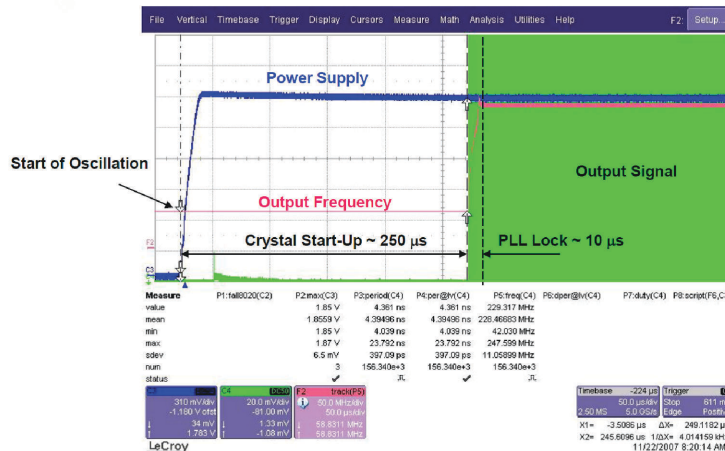 File Vertical Timebase Trigger Display Cursors Measure Math Analysis Utilities Help F2: Setup...
Power Supply
Start of Oscillation
Output Signal
Output Frequency
F2
Crystal Start-Up ~ 250 μs
PLL Lock ~ 10 μs
C3
Measure P1:fall8020(C2) P2:max(C3) P3:period(C4) P4:per@lv(C4) P5:freq(C4) P6:dper@lv(C4) P7:duty(C4) P8:script(F6,C
value 1.85 V 4.361 ns 4.361 ns 229.317 MHz
mean 1.8559 V 4.39496 ns 4.39496 ns 228.46683 MHz
min 1.85 V 4.039 ns 4.039 ns 42.030 MHz
max 1.87 V 23.792 ns 23.792 ns 247.599 MHz
sdev 6.5 mV 397.09 ps 397.09 ps 11.05899 MHz
num 3 156.340e+3 156.340e+3 156.340e+3
status
C4 DC50 F2 track(P5)
310 mV/div 20.0 mV/div 50.0 MHz/div
-1.180 V ofst -81.00 mV 50.0 μs/div
34 mV 1.33 mV 56.8311 MHz
1.783 V -1.08 mV 56.8311 MHz
Timebase -224 μs Trigger
50.0 μs/div Stop 611 m
2.50 MS 5.0 GS/s Edge Positiv
X1= -3.5086 μs ΔX= 249.1182 μ
X2= 245.6096 μs 1/ΔX= 4.014159 k
LeCroy
11/22/2007 8:20:14 AM